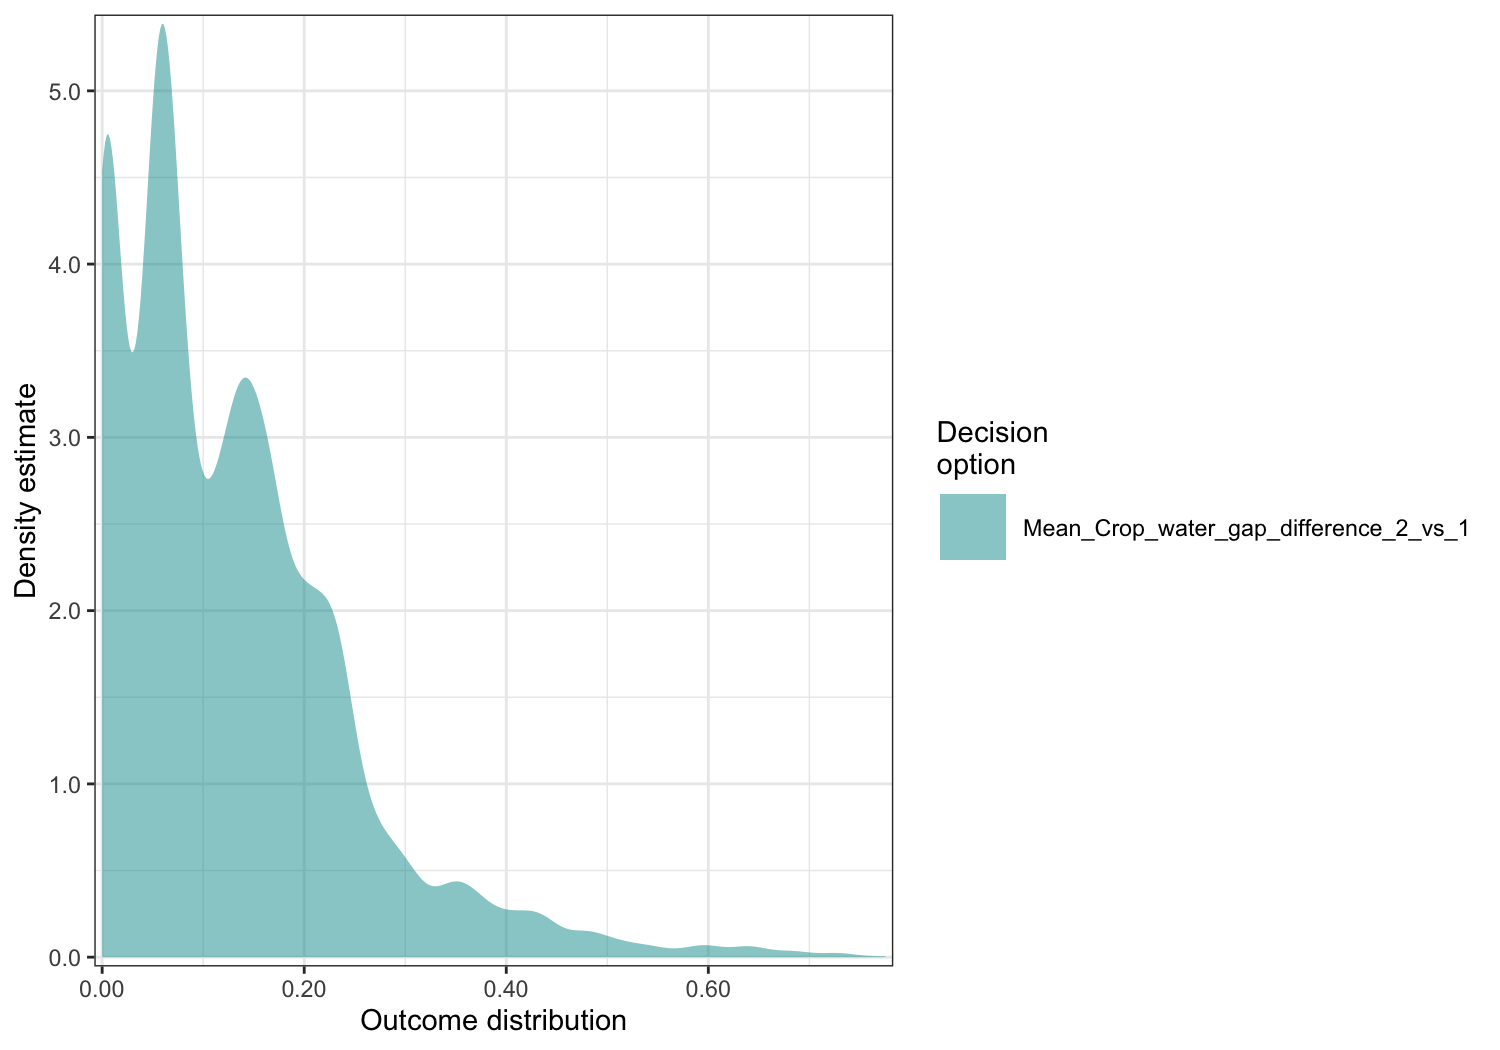 5.0
4.0
3.0
2.0
1.0
0.0
Density estimate
0.00 0.20 0.40 0.60
Outcome distribution
Decision
option
Mean_Crop_water_gap_difference_2_vs_1